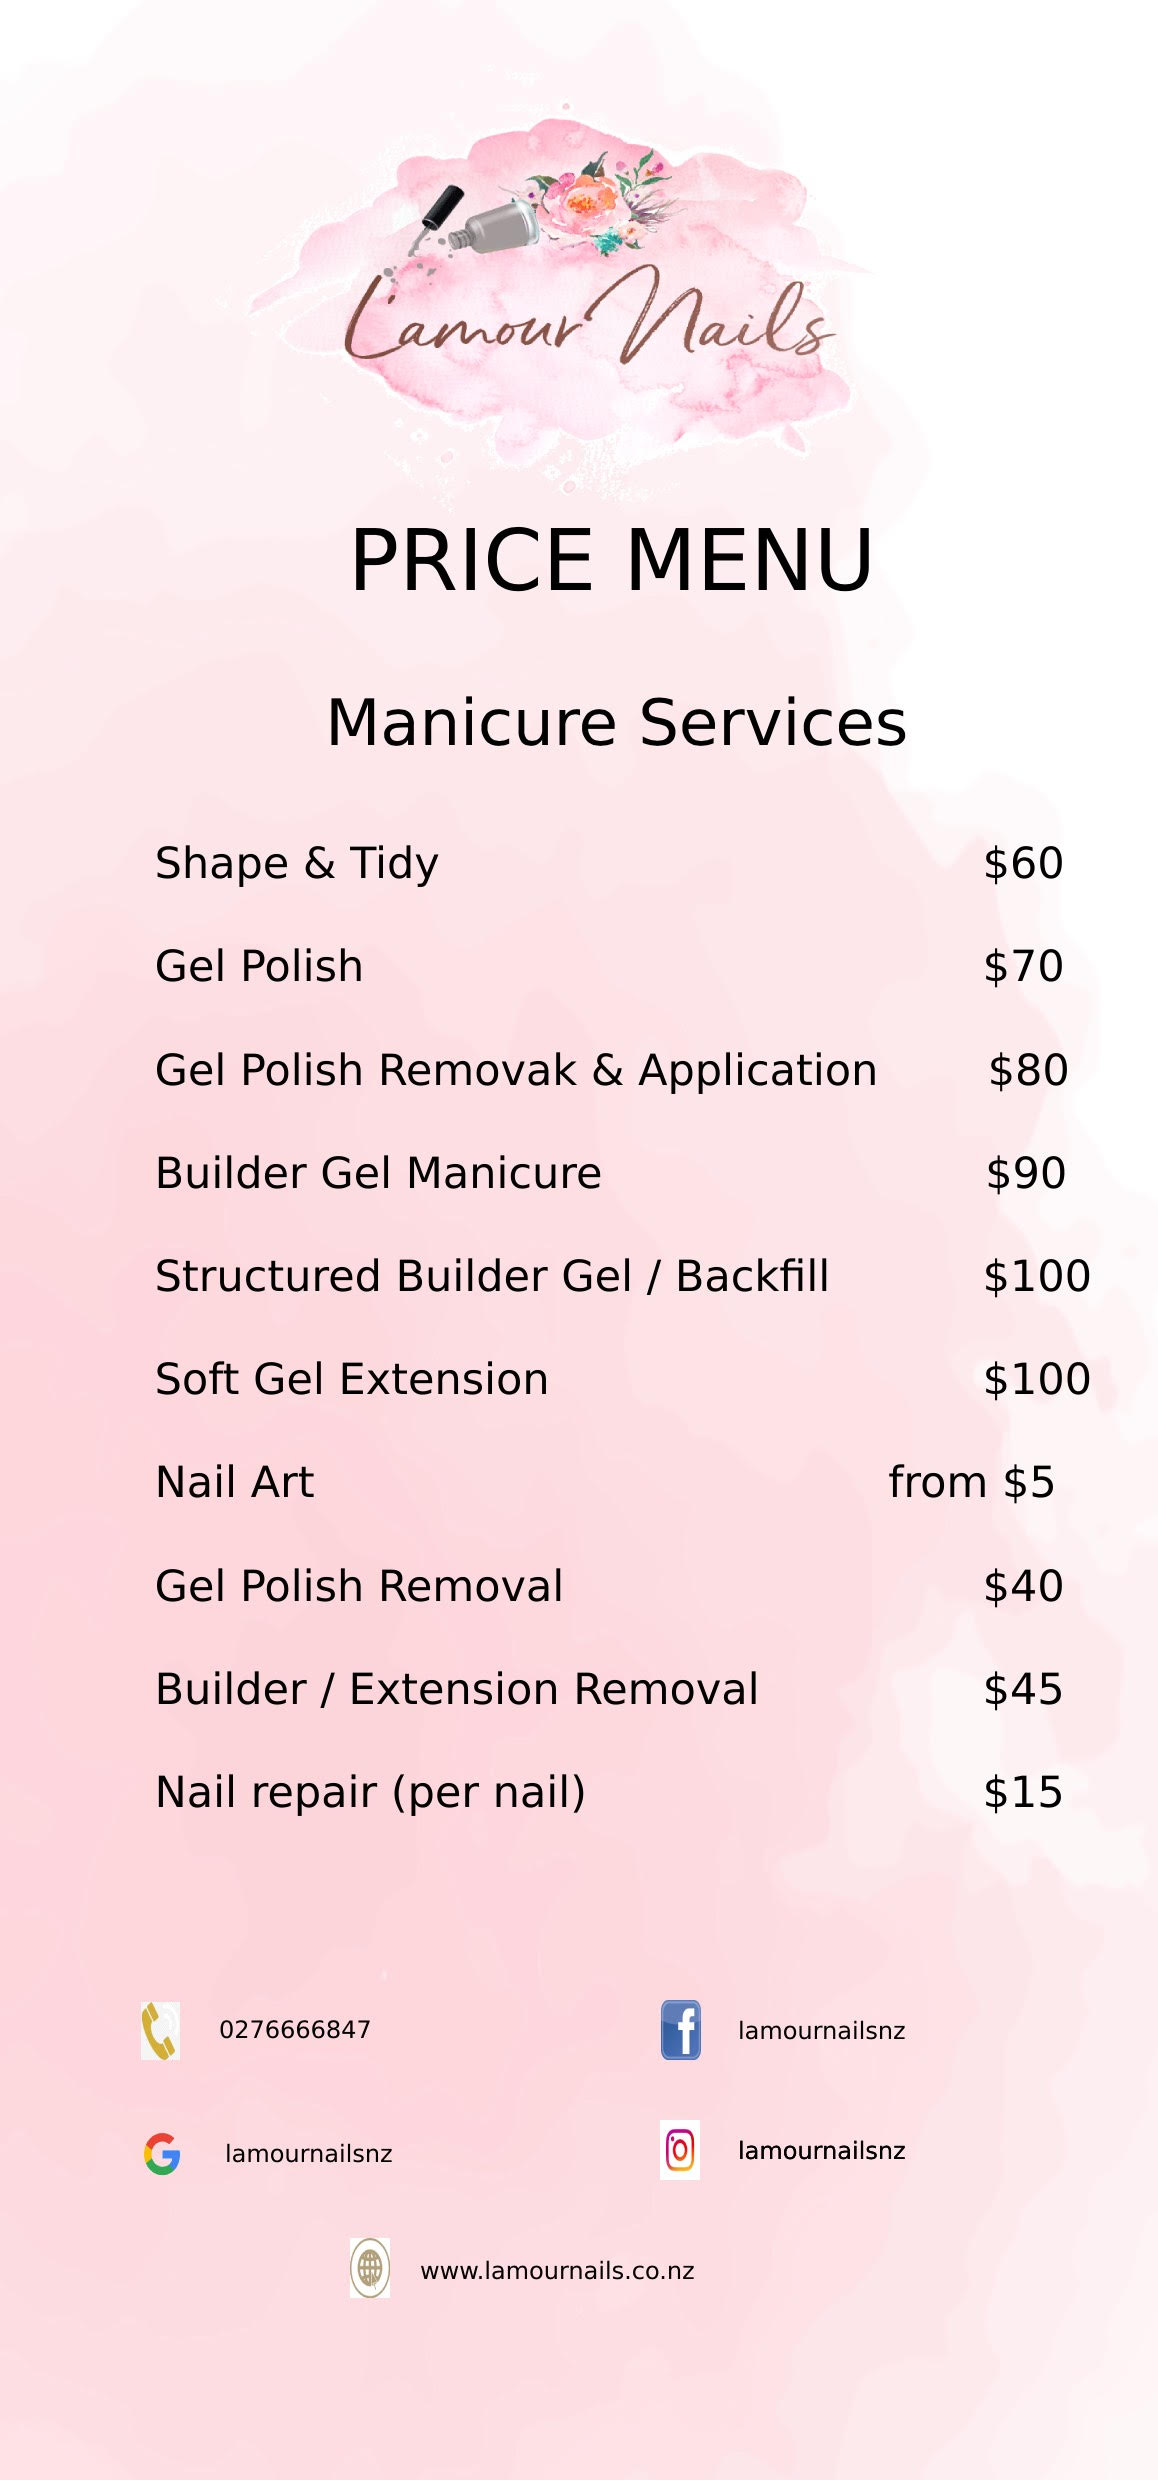 L'amour Nails
PRICE MENU
Manicure Services
Shape & Tidy $60
Gel Polish $70
Gel Polish Removak & Application $80
Builder Gel Manicure $90
Structured Builder Gel / Backfill $100
Soft Gel Extension $100
Nail Art from $5
Gel Polish Removal $40
Builder / Extension Removal $45
Nail repair (per nail) $15
0276666847 lamournailsnz
lamournailsnz lamournailsnz
www.lamournails.co.nz